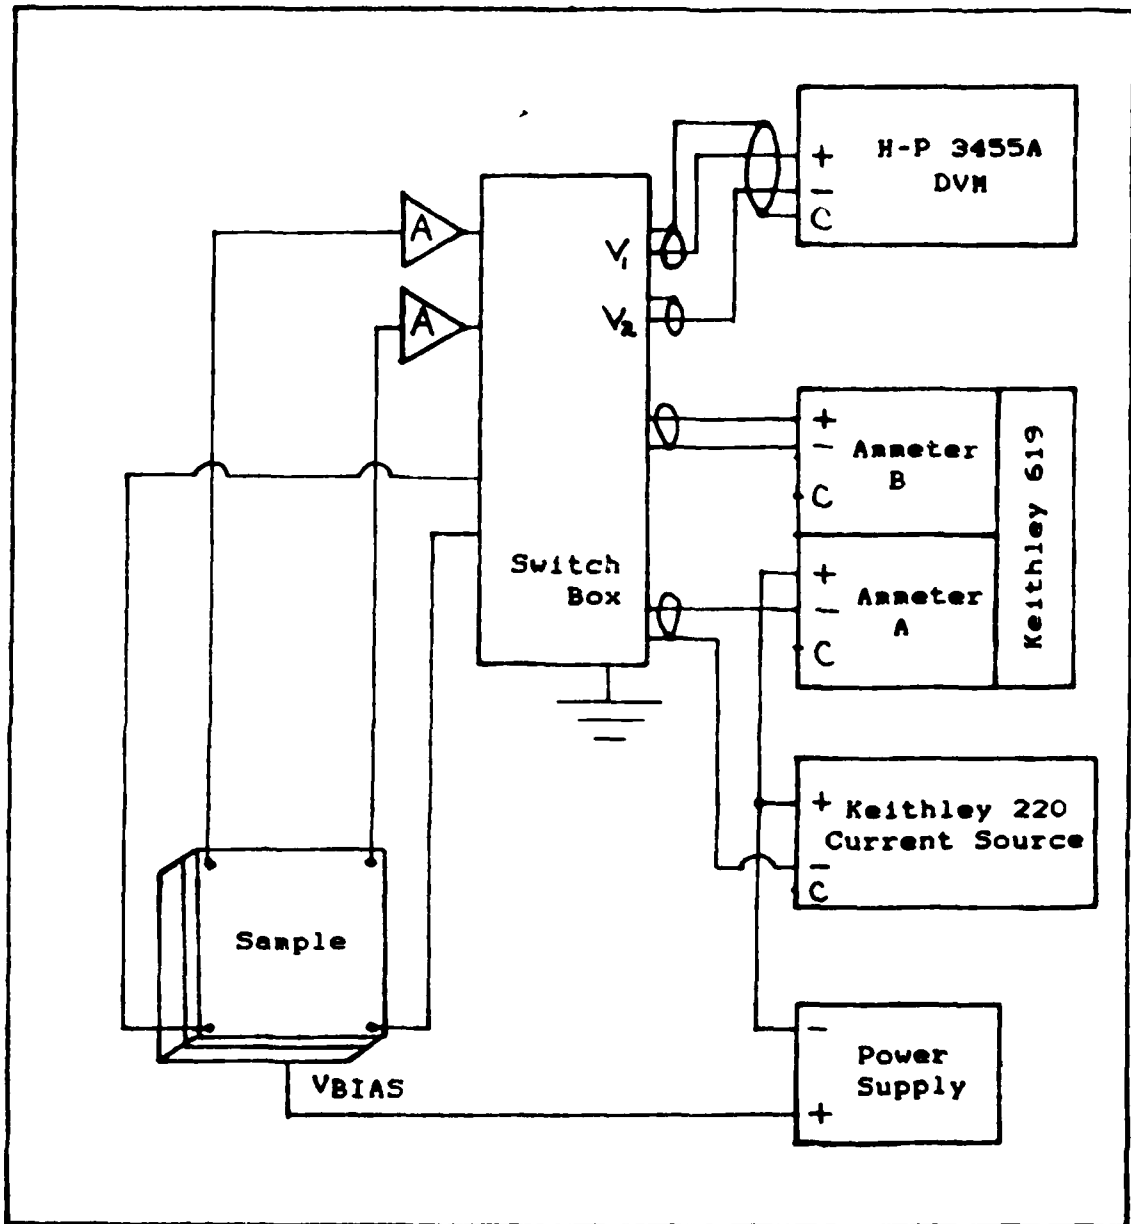 H-P 3455A
DVM
+
−
C
A
V₁
A
V₂
+
−
C
Ammeter
B
Keithley 619
+
−
C
Ammeter
A
Switch
Box
+
−
C
Keithley 220
Current Source
Sample
VBIAS
−
+
Power
Supply